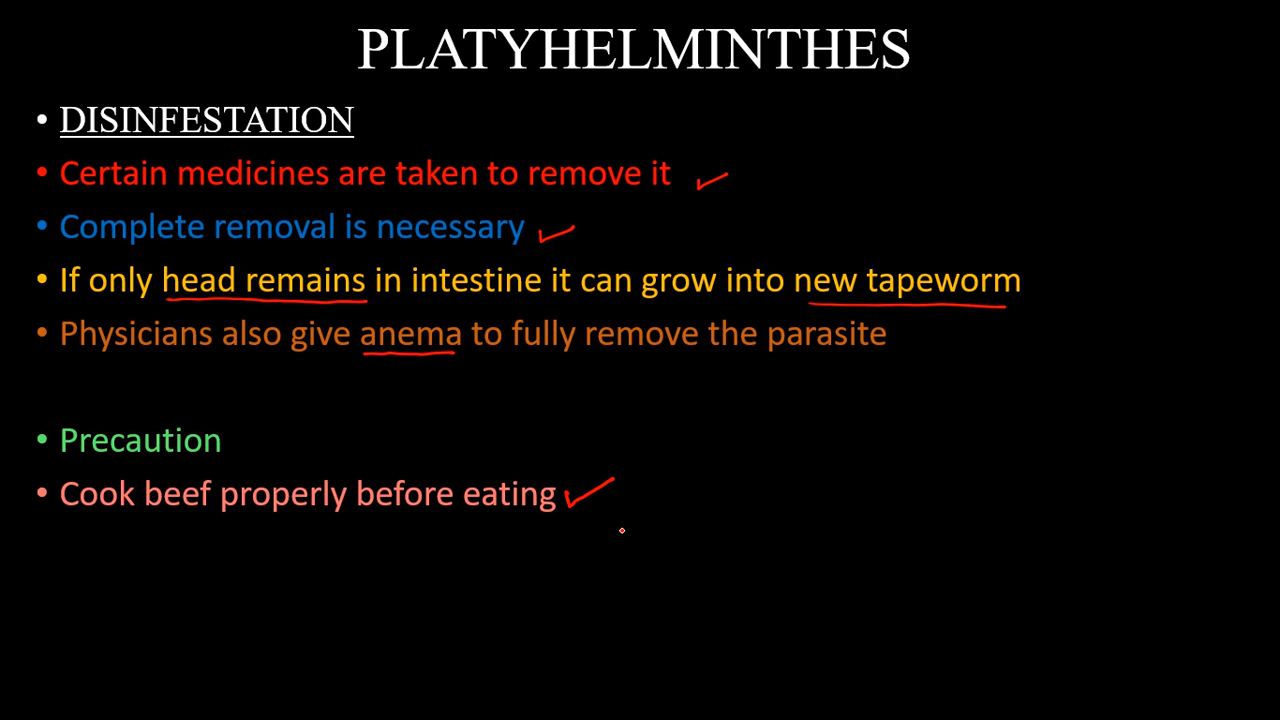 PLATYHELMINTHES
• DISINFESTATION
• Certain medicines are taken to remove it
• Complete removal is necessary
• If only head remains in intestine it can grow into new tapeworm
• Physicians also give anema to fully remove the parasite
• Precaution
• Cook beef properly before eating